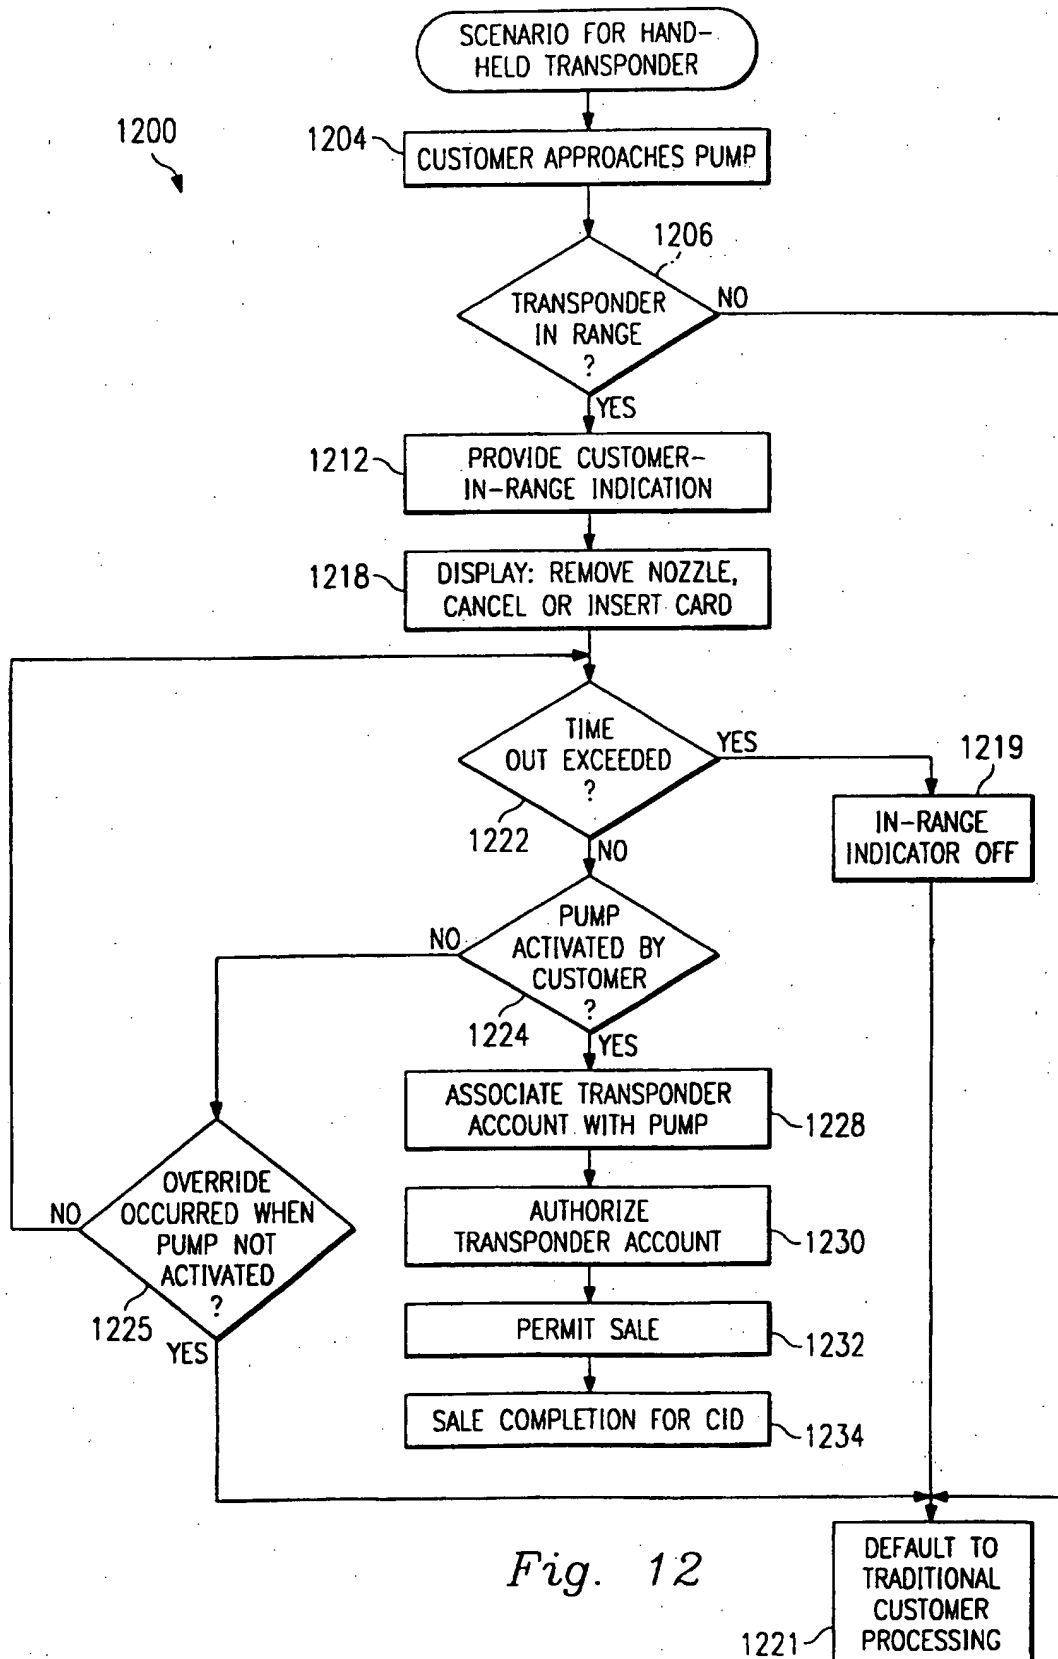 SCENARIO FOR HAND-
HELD TRANSPONDER
1200
1204
CUSTOMER APPROACHES PUMP
1206
TRANSPONDER
IN RANGE
?
NO
YES
1212
PROVIDE CUSTOMER-
IN-RANGE INDICATION
1218
DISPLAY: REMOVE NOZZLE,
CANCEL OR INSERT CARD
TIME
OUT EXCEEDED
?
YES
1222
NO
1219
IN-RANGE
INDICATOR OFF
PUMP
ACTIVATED BY
CUSTOMER
?
NO
1224
YES
ASSOCIATE TRANSPONDER
ACCOUNT WITH PUMP
1228
OVERRIDE
OCCURRED WHEN
PUMP NOT
ACTIVATED
?
NO
1225
YES
AUTHORIZE
TRANSPONDER ACCOUNT
1230
PERMIT SALE
1232
SALE COMPLETION FOR CID
1234
DEFAULT TO
TRADITIONAL
CUSTOMER
PROCESSING
1221
Fig. 12